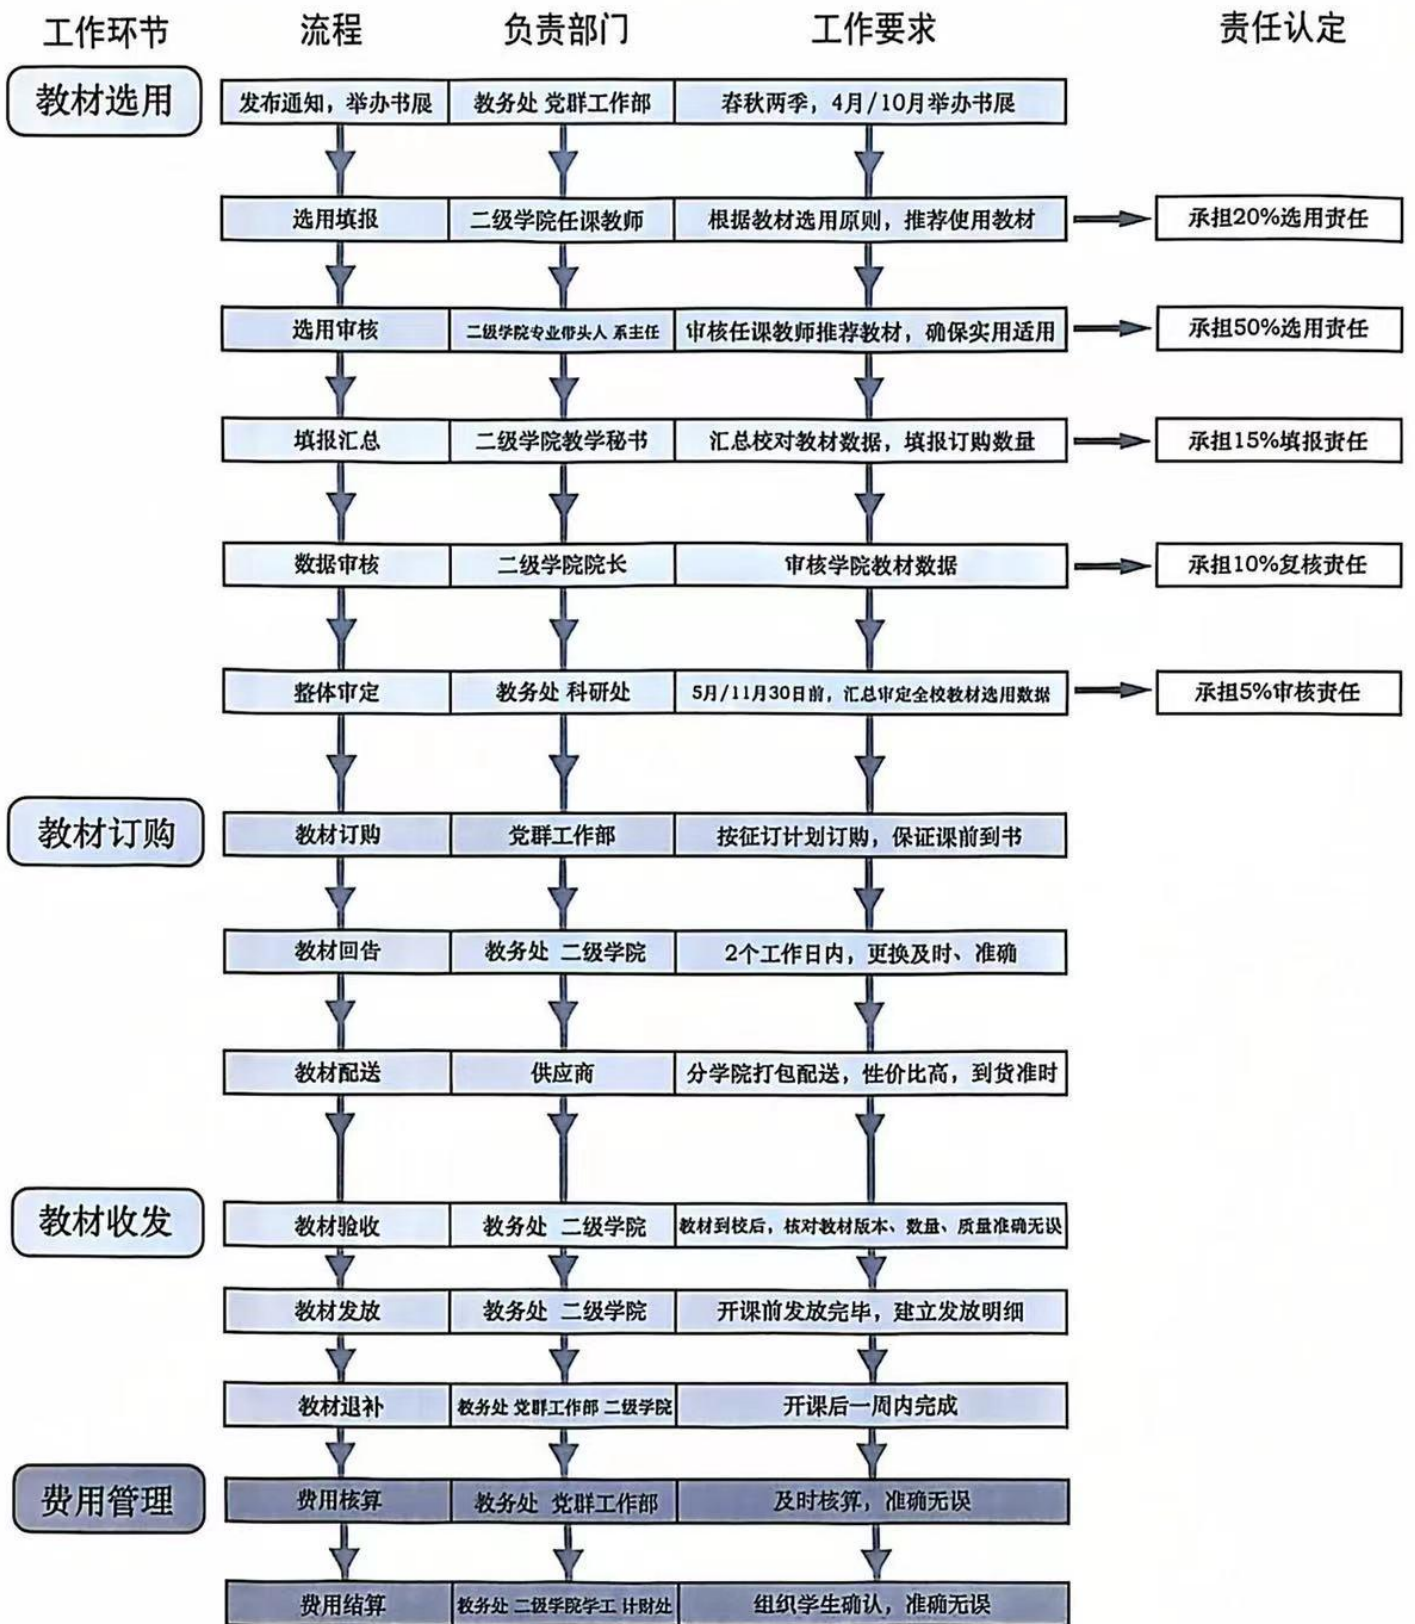 工作环节 流程 负责部门 工作要求 责任认定
教材选用 发布通知，举办书展 教务处 党群工作部 春秋两季，4月/10月举办书展
选用填报 二级学院任课教师 根据教材选用原则，推荐使用教材 承担20%选用责任
选用审核 二级学院专业带头人 系主任 审核任课教师推荐教材，确保实用适用 承担50%选用责任
填报汇总 二级学院教学秘书 汇总校对教材数据，填报订购数量 承担15%填报责任
数据审核 二级学院院长 审核学院教材数据 承担10%复核责任
整体审定 教务处 科研处 5月/11月30日前，汇总审定全校教材选用数据 承担5%审核责任
教材订购 教材订购 党群工作部 按征订计划订购，保证课前到书
教材回告 教务处 二级学院 2个工作日内，更换及时、准确
教材配送 供应商 分学院打包配送，性价比高，到货准时
教材收发 教材验收 教务处 二级学院 教材到校后，核对教材版本、数量、质量准确无误
教材发放 教务处 二级学院 开课前发放完毕，建立发放明细
教材退补 教务处 党群工作部 二级学院 开课后一周内完成
费用管理 费用核算 教务处 党群工作部 及时核算，准确无误
费用结算 教务处 二级学院学工 计财处 组织学生确认，准确无误